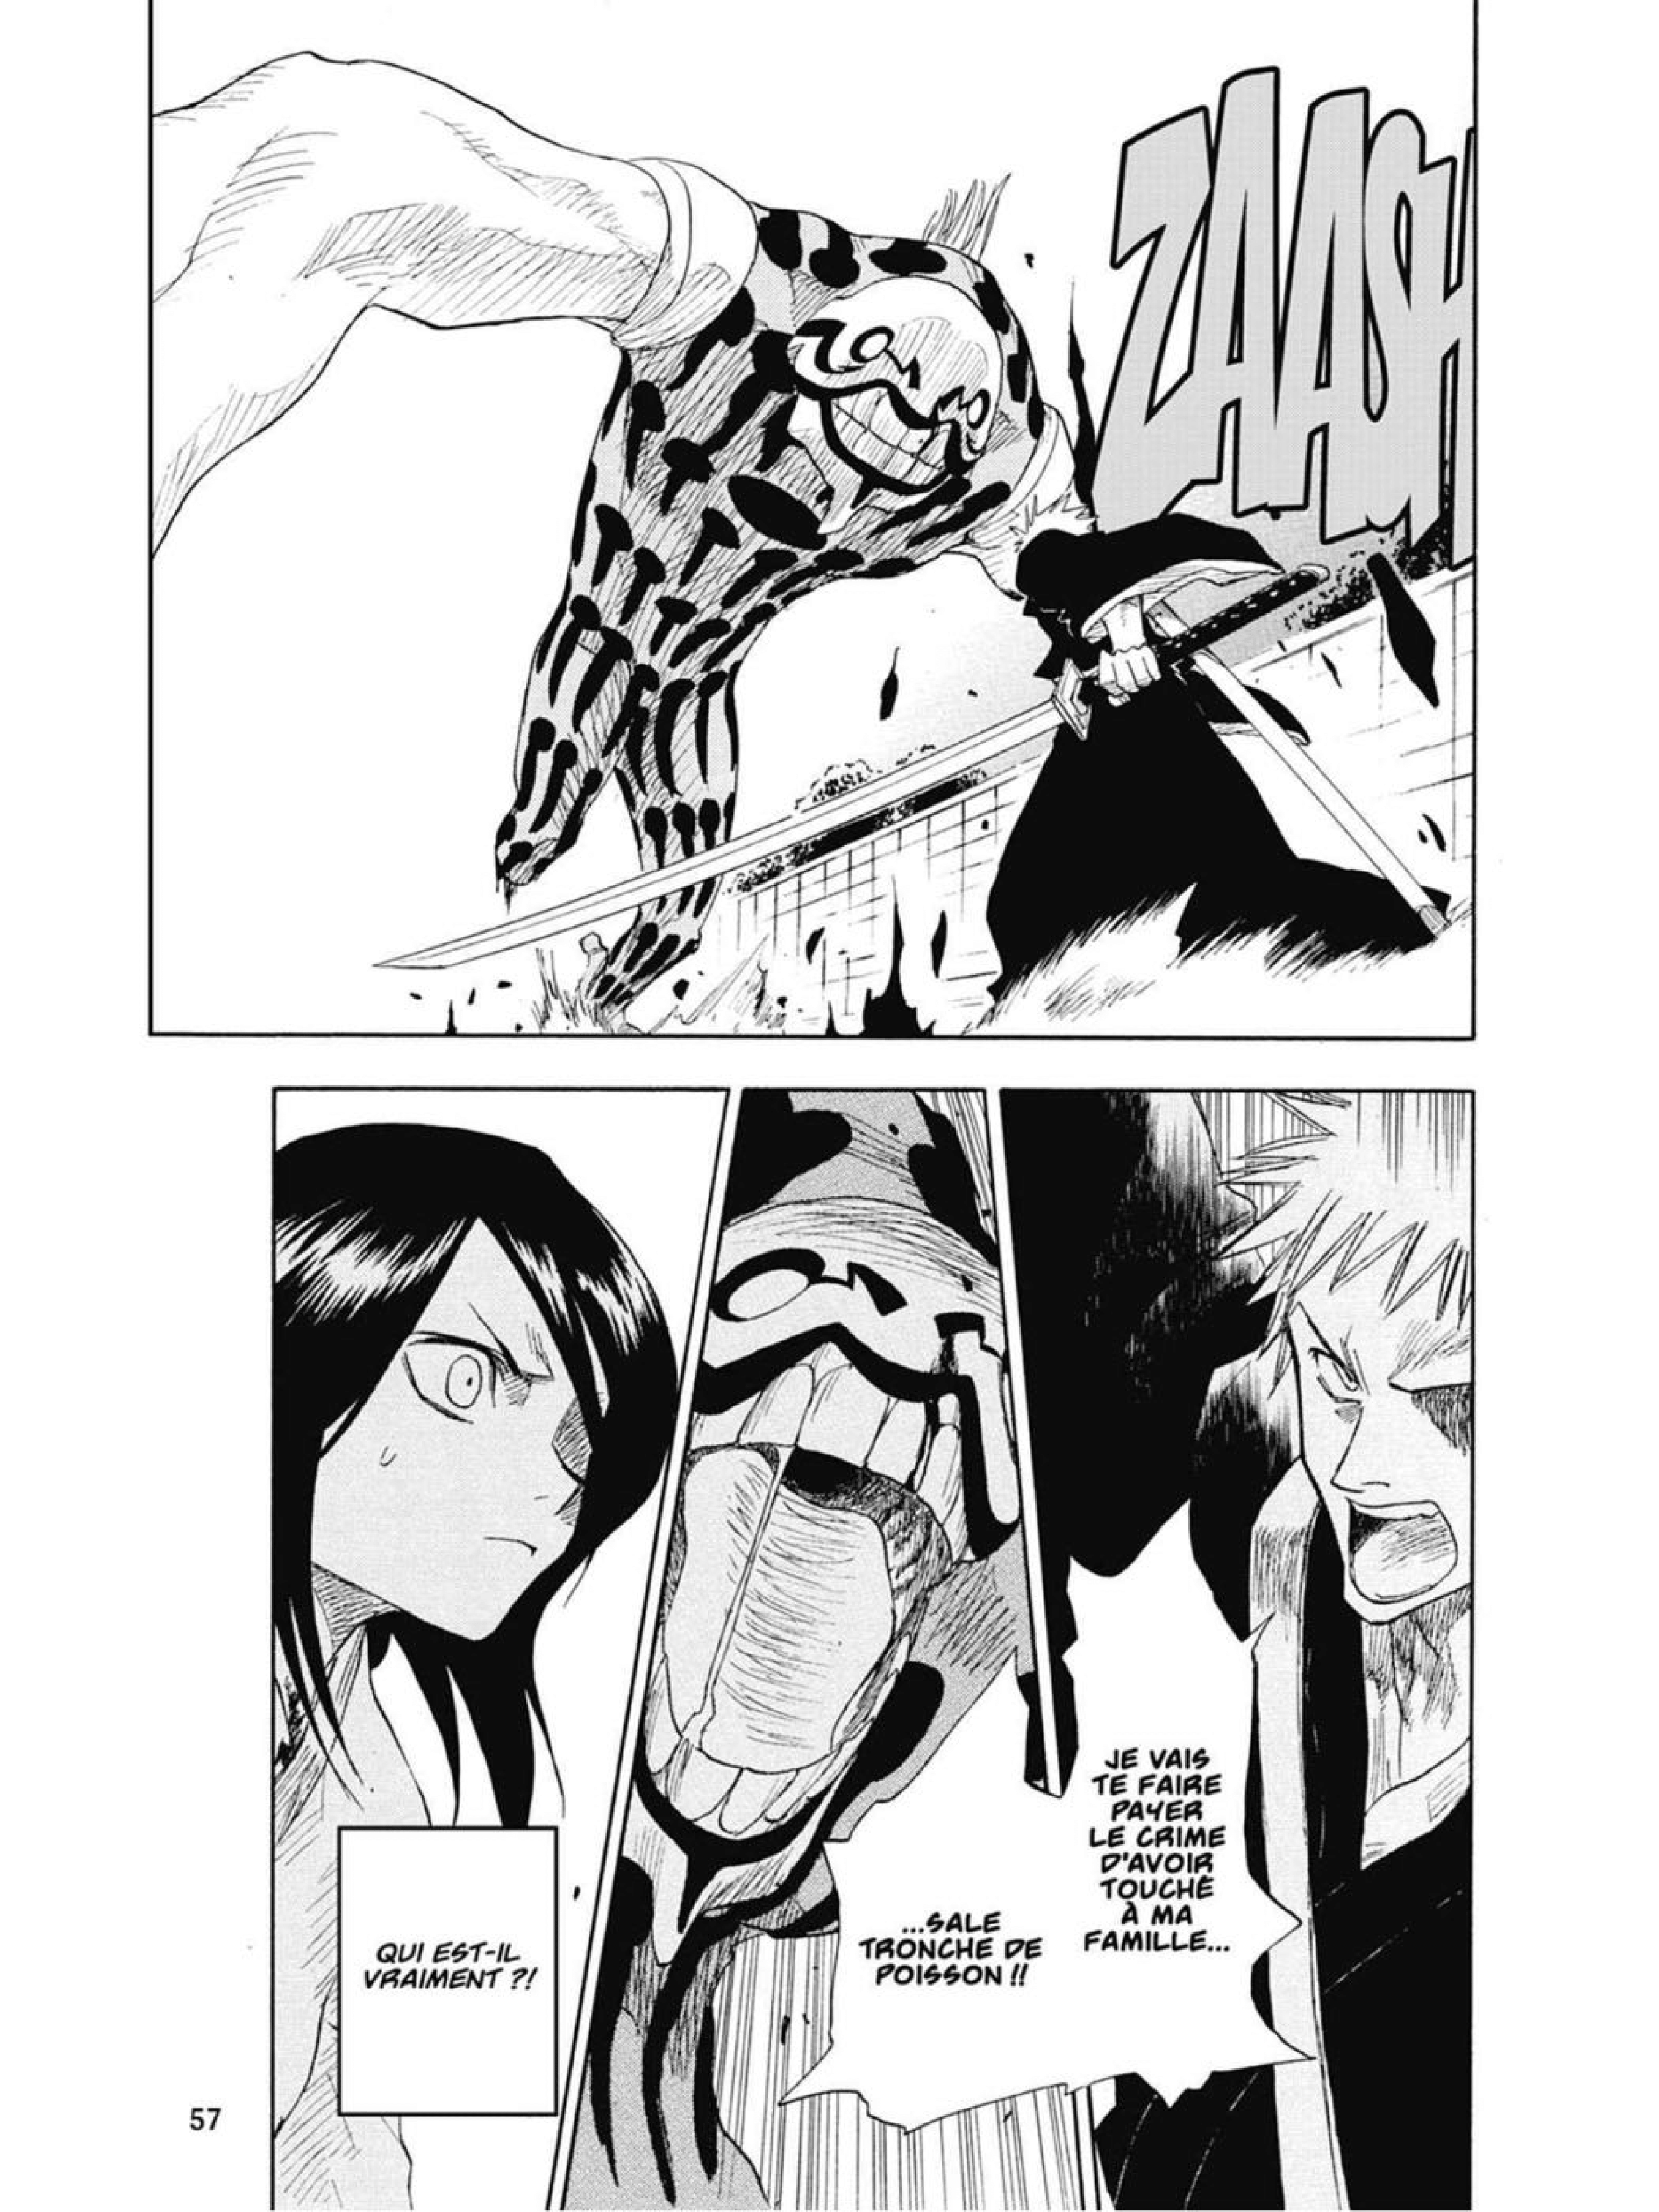 ZAASH
JE VAIS
TE FAIRE
PAYER
LE CRIME
D'AVOIR
TOUCHÉ
À MA
FAMILLE...
...SALE
TRONCHE DE
POISSON !!
QUI EST-IL
VRAIMENT ?!
57